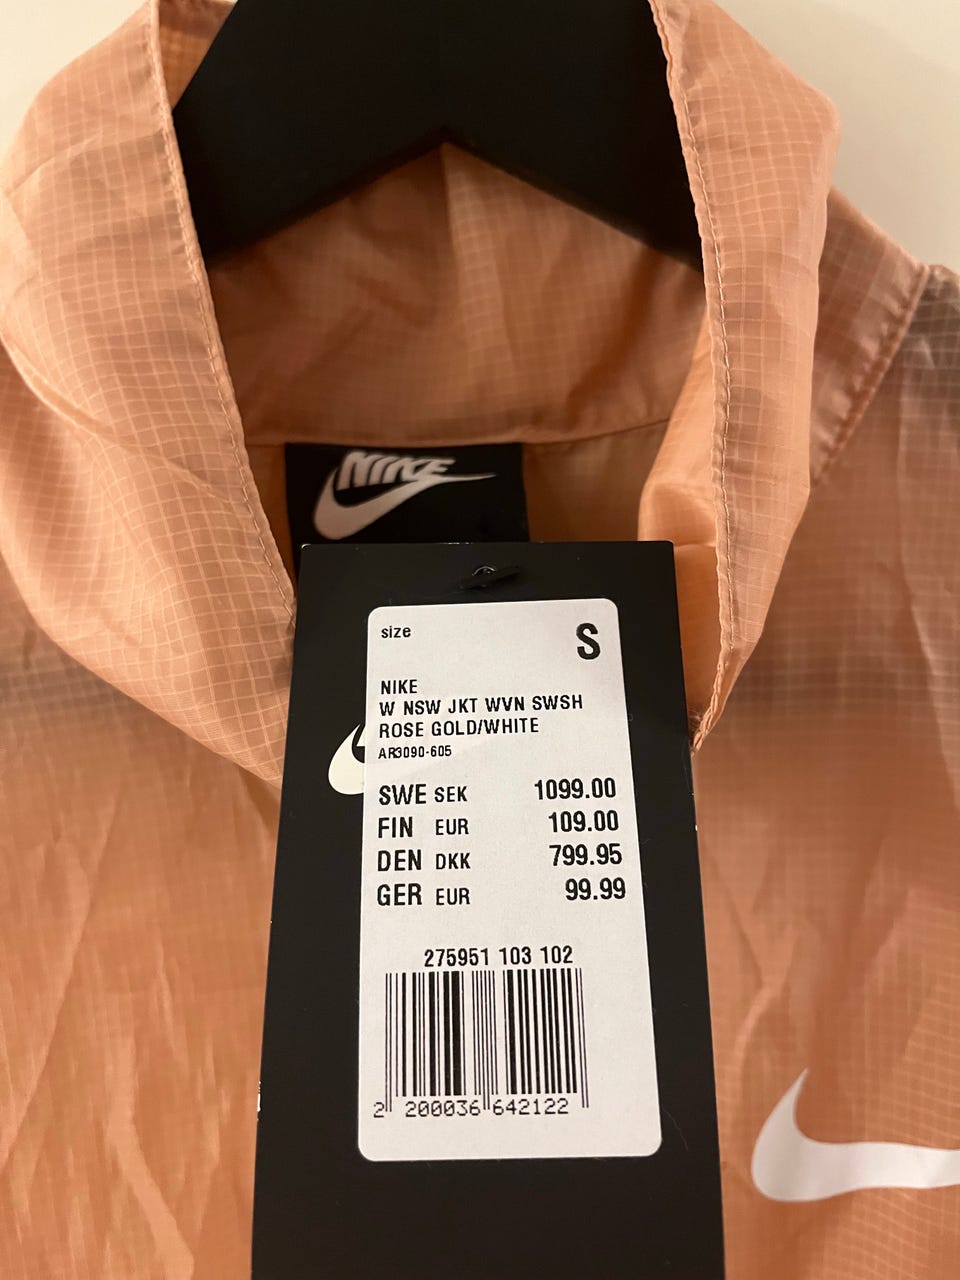 NIKE
size
S
NIKE
W NSW JKT WVN SWSH
ROSE GOLD/WHITE
AR3090-605
SWE SEK 1099.00
FIN EUR 109.00
DEN DKK 799.95
GER EUR 99.99
275951 103 102
2 200036 642122